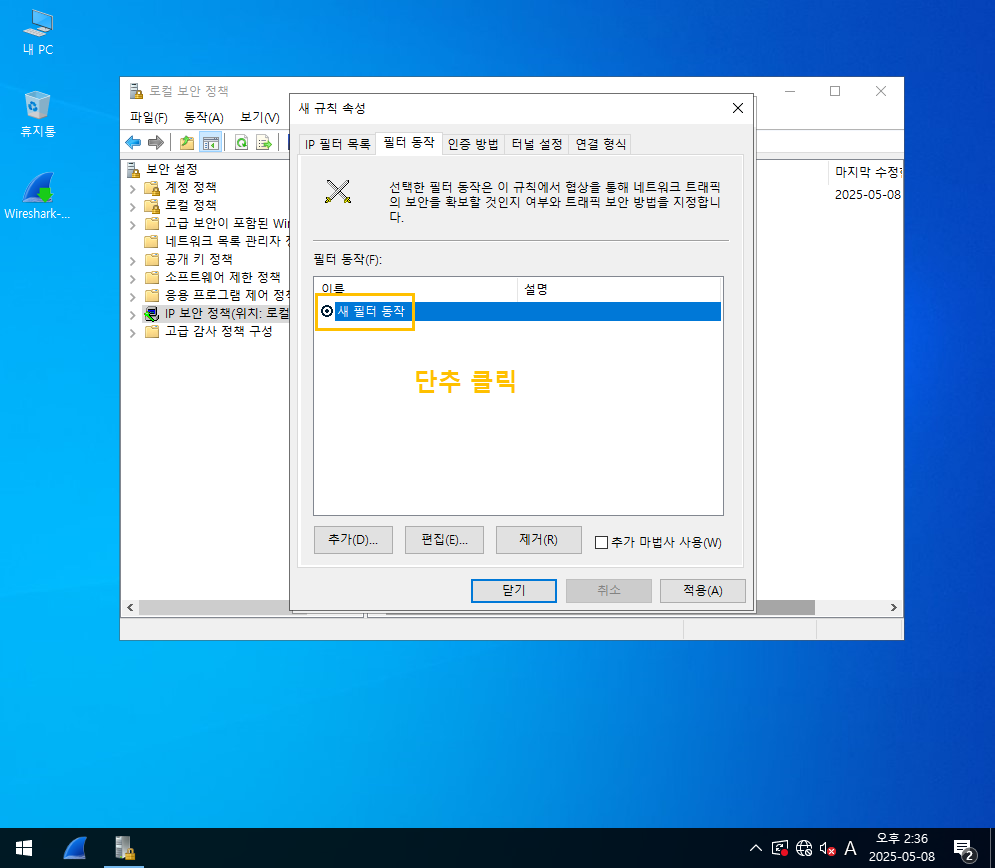 내 PC
휴지통
Wireshark-...
로컬 보안 정책
파일(F) 동작(A) 보기(V)
보안 설정
계정 정책
로컬 정책
고급 보안이 포함된
네트워크 목록 관리자
공개 키 정책
소프트웨어 제한 정책
응용 프로그램 제어
IP 보안 정책(위치: 로컬
고급 감사 정책 구성
마지막
2025-05-08
새 규칙 속성
IP 필터 목록 필터 동작 인증 방법 터널 설정 연결 형식
선택한 필터 동작은 이 규칙에서 협상을 통해 네트워크 트래픽
의 보안을 확보할 것인지 여부와 트래픽 보안 방법을 지정합니
다.
필터 동작(F):
이름 설명
새 필터 동작
단추 클릭
추가(D)... 편집(E)... 제거(R) 추가 마법사 사용(W)
닫기 취소 적용(A)
A
오후 2:36
2025-05-08
2